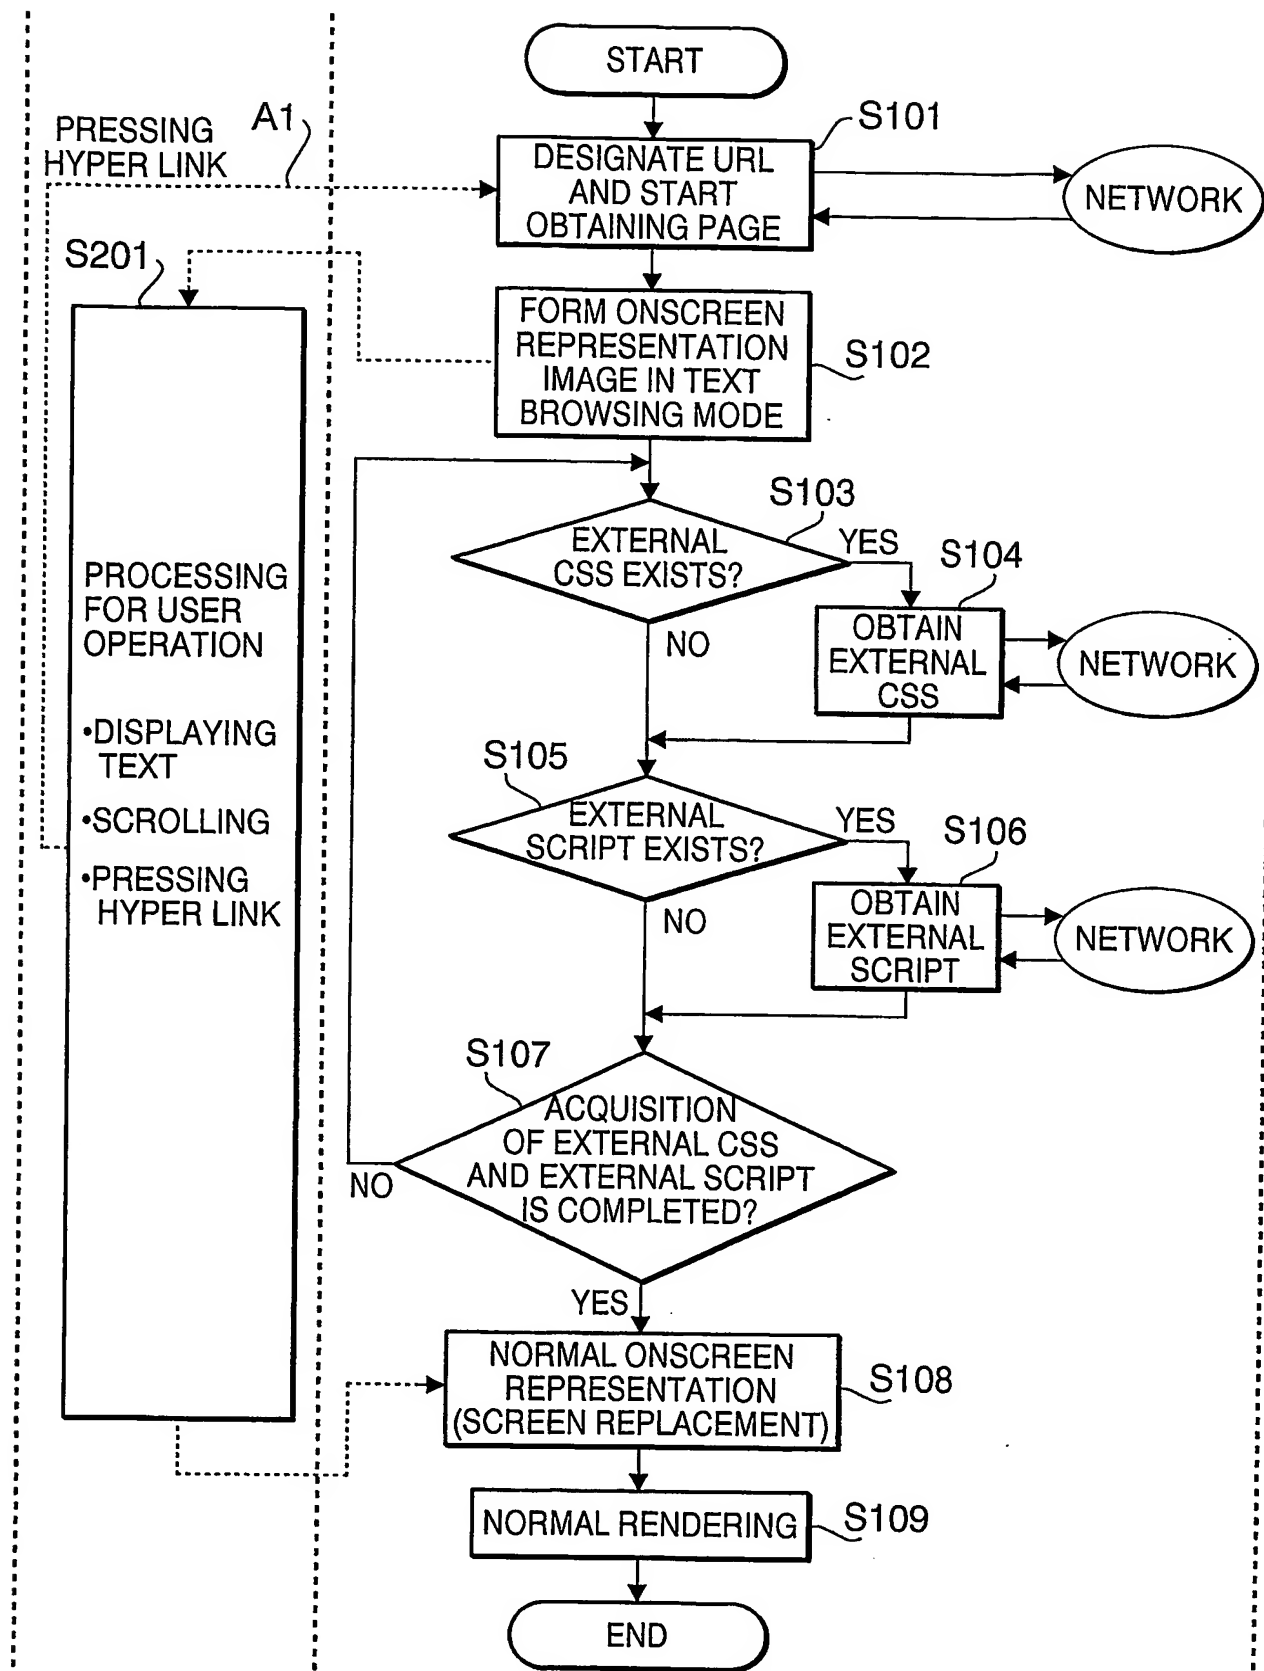 START
PRESSING
HYPER LINK
A1
S101
DESIGNATE URL
AND START
OBTAINING PAGE
NETWORK
S201
FORM ONSCREEN
REPRESENTATION
IMAGE IN TEXT
BROWSING MODE
S102
S103
EXTERNAL
CSS EXISTS?
YES
NO
S104
OBTAIN
EXTERNAL
CSS
NETWORK
PROCESSING
FOR USER
OPERATION
•DISPLAYING
TEXT
•SCROLLING
•PRESSING
HYPER LINK
S105
EXTERNAL
SCRIPT EXISTS?
YES
NO
S106
OBTAIN
EXTERNAL
SCRIPT
NETWORK
S107
ACQUISITION
OF EXTERNAL CSS
AND EXTERNAL SCRIPT
IS COMPLETED?
NO
YES
NORMAL ONSCREEN
REPRESENTATION
(SCREEN REPLACEMENT)
S108
NORMAL RENDERING
S109
END